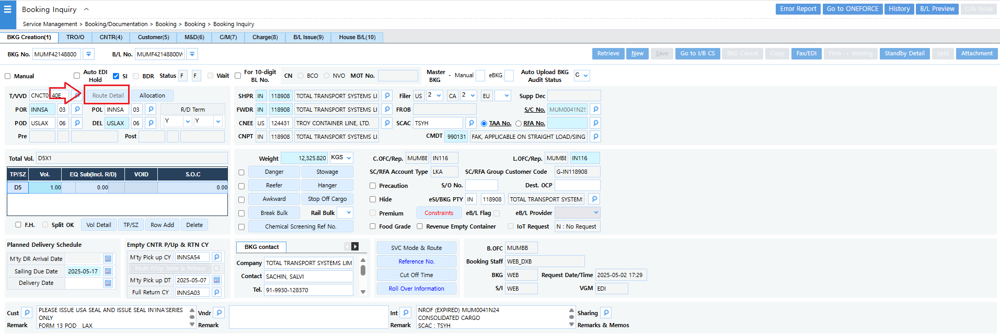 Booking Inquiry
Error Report Go to ONEFORCE History B/L Preview C/A Issue
Service Management > Booking/Documentation > Booking > Booking > Booking Inquiry
BKG Creation(1) TRO/O CNTR(4) Customer(5) M&D(6) C/M(7) Charge(8) B/L Issue(9) House B/L(10)
BKG No. MUMF42148800 B/L No. MUMF42148800 Retrieve New Save Go to I/B CS BKG Cancel Copy Fax/EDI Firm -> Waiting Standby Detail Split Attachment
Manual Auto EDI Hold SI BDR Status F F Wait For 10-digit BL No. CN BCO NVO MOT No. Master BKG - Manual eBKG Auto Upload BKG Audit Status C
T/VVD CNCT0 40E Route Detail Allocation SHPR IN 118908 TOTAL TRANSPORT SYSTEMS LI Filer US 2 CA 2 EU Supp Dec
POR INNSA 03 POL INNSA 03 R/D Term FWDR IN 118908 TOTAL TRANSPORT SYSTEMS LI FROB S/C No. MUM0041N25
POD USLAX 06 DEL USLAX 06 Y Y CNEE US 124431 TROY CONTAINER LINE, LTD. SCAC TSYH TAA No. RFA No.
Pre Post CNPT IN 118908 TOTAL TRANSPORT SYSTEMS LI CMDT 990131 FAK, APPLICABLE ON STRAIGHT LOAD/SING
Total Vol. D5X1 Weight 12,325.820 KGS C.OFC/Rep. MUMBE IN116 L.OFC/Rep. MUMBE IN116
TP/SZ Vol. EQ Sub(Incl. R/D) VOID S.O.C Danger Stowage SC/RFA Account Type LKA SC/RFA Group Customer Code G-IN118908
D5 1.00 0.00 0.00 Reefer Hanger Precaution S/O No. Dest. OCP
Awkward Stop Off Cargo Hide eSI/BKG PTY IN 118908 TOTAL TRANSPORT SYSTEMS
Break Bulk Rail Bulk Premium Constraints eB/L Flag eB/L Provider
F.H. Split OK Vol Detail TP/SZ Row Add Delete Chemical Screening Ref No. Food Grade Revenue Empty Container IoT Request N : No Request
Planned Delivery Schedule Empty CNTR P/Up & RTN CY BKG contact SVC Mode & Route B.OFC MUMBB
M'ty DR Arrival Date M'ty Pick up CY INNSA54 Company TOTAL TRANSPORT SYSTEMS LIM Reference No. Booking Staff WEB_DXB
Sailing Due Date 2025-05-17 Multi-P/Up Table & Release Contact SACHIN, SALVI Cut Off Time BKG WEB Request Date/Time 2025-05-02 17:29
Delivery Date M'ty Pick up DT 2025-05-07 Tel. 91-9930-128370 Roll Over Information S/I WEB VGM EDI
Full Return CY INNSA03
Cust Remark PLEASE ISSUE USA SEAL AND ISSUE SEAL IN'INA'SERIES Vndr Remark Int Remark NROF (EXPIRED) MUM0041N24 Sharing Remarks & Memos
ONLY CONSOLIDATED CARGO
FORM 13 POD LAX SCAC : TSYH